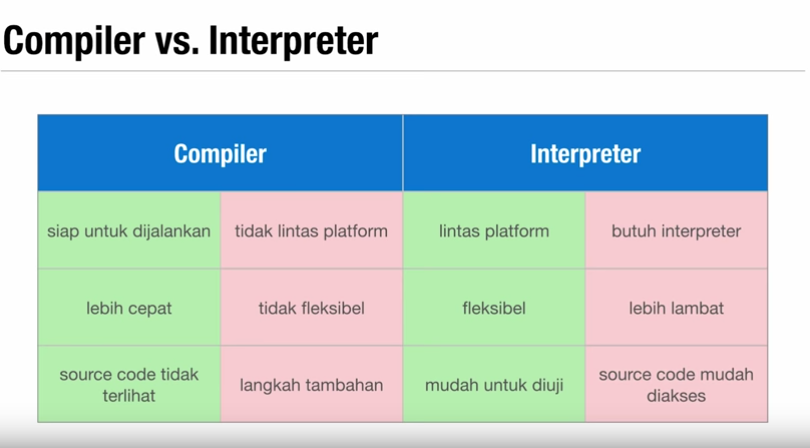 Compiler vs. Interpreter
Compiler
Interpreter
siap untuk dijalankan
tidak lintas platform
lintas platform
butuh interpreter
lebih cepat
tidak fleksibel
fleksibel
lebih lambat
source code tidak
terlihat
langkah tambahan
mudah untuk diuji
source code mudah
diakses